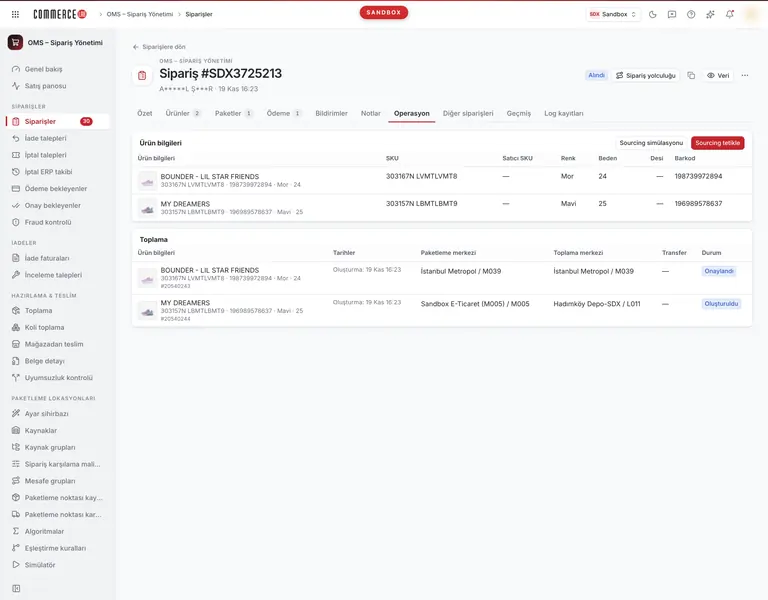 COMMERCE
OMS – Sipariş Yönetimi
Siparişler
SANDBOX
SDX Sandbox
OMS – Sipariş Yönetimi
Genel bakış
Satış panosu
SİPARİŞLER
Siparişler 30
İade talepleri
İptal talepleri
İptal ERP takibi
Ödeme bekleyenler
Onay bekleyenler
Fraud kontrolü
İADELER
İade faturaları
İnceleme talepleri
HAZIRLAMA & TESLİM
Toplama
Koli toplama
Mağazadan teslim
Belge detayı
Uyumsuzluk kontrolü
PAKETLEME LOKASYONLARI
Ayar sihirbazı
Kaynaklar
Kaynak grupları
Sipariş karşılama mali...
Mesafe grupları
Paketleme noktası kay...
Paketleme noktası kar...
Algoritmalar
Eşleştirme kuralları
Simülatör
Siparişlere dön
OMS – SİPARİŞ YÖNETİMİ
Sipariş #SDX3725213
A*****L Ş***R · 19 Kas 16:23
Alındı
Sipariş yolculuğu
Veri
Özet
Ürünler 2
Paketler 1
Ödeme 1
Bildirimler
Notlar
Operasyon
Diğer siparişleri
Geçmiş
Log kayıtları
Ürün bilgileri
Sourcing simülasyonu
Sourcing tetikle
Ürün bilgileri SKU Satıcı SKU Renk Beden Desi Barkod
BOUNDER - LIL STAR FRIENDS 303167N LVMTLVMT8 — Mor 24 — 198739972894
303167N LVMTLVMT8 · 198739972894 · Mor · 24
MY DREAMERS 303157N LBMTLBMT9 — Mavi 25 — 196989578637
303157N LBMTLBMT9 · 196989578637 · Mavi · 25
Toplama
Ürün bilgileri Tarihler Paketleme merkezi Toplama merkezi Transfer Durum
BOUNDER - LIL STAR FRIENDS Oluşturma: 19 Kas 16:23 İstanbul Metropol / M039 İstanbul Metropol / M039 — Onaylandı
303167N LVMTLVMT8 · 198739972894 · Mor · 24
#20540243
MY DREAMERS Oluşturma: 19 Kas 16:23 Sandbox E-Ticaret (M005) / M005 Hadımköy Depo-SDX / L011 — Oluşturuldu
303157N LBMTLBMT9 · 196989578637 · Mavi · 25
#20540244